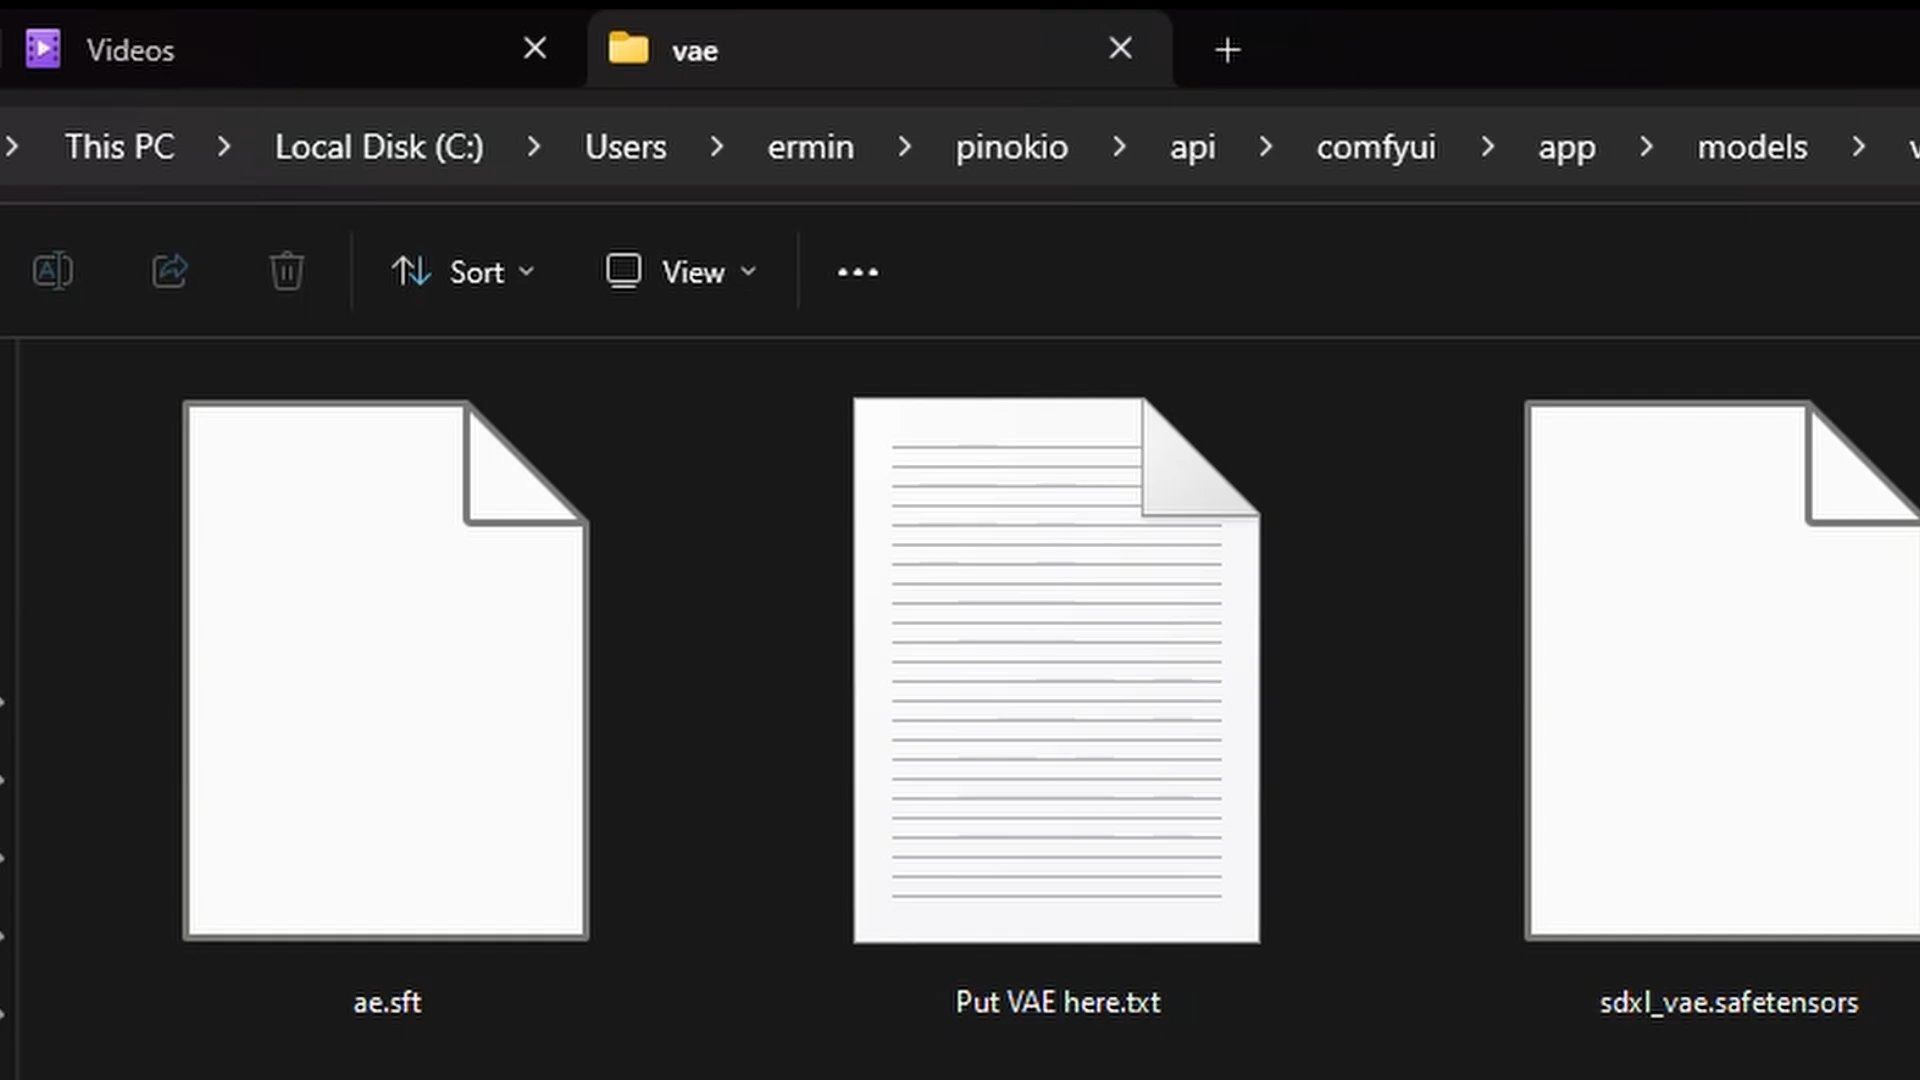 Videos
vae
This PC > Local Disk (C:) > Users > ermin > pinokio > api > comfyui > app > models >
Sort
View
ae.sft
Put VAE here.txt
sdxl_vae.safetensors